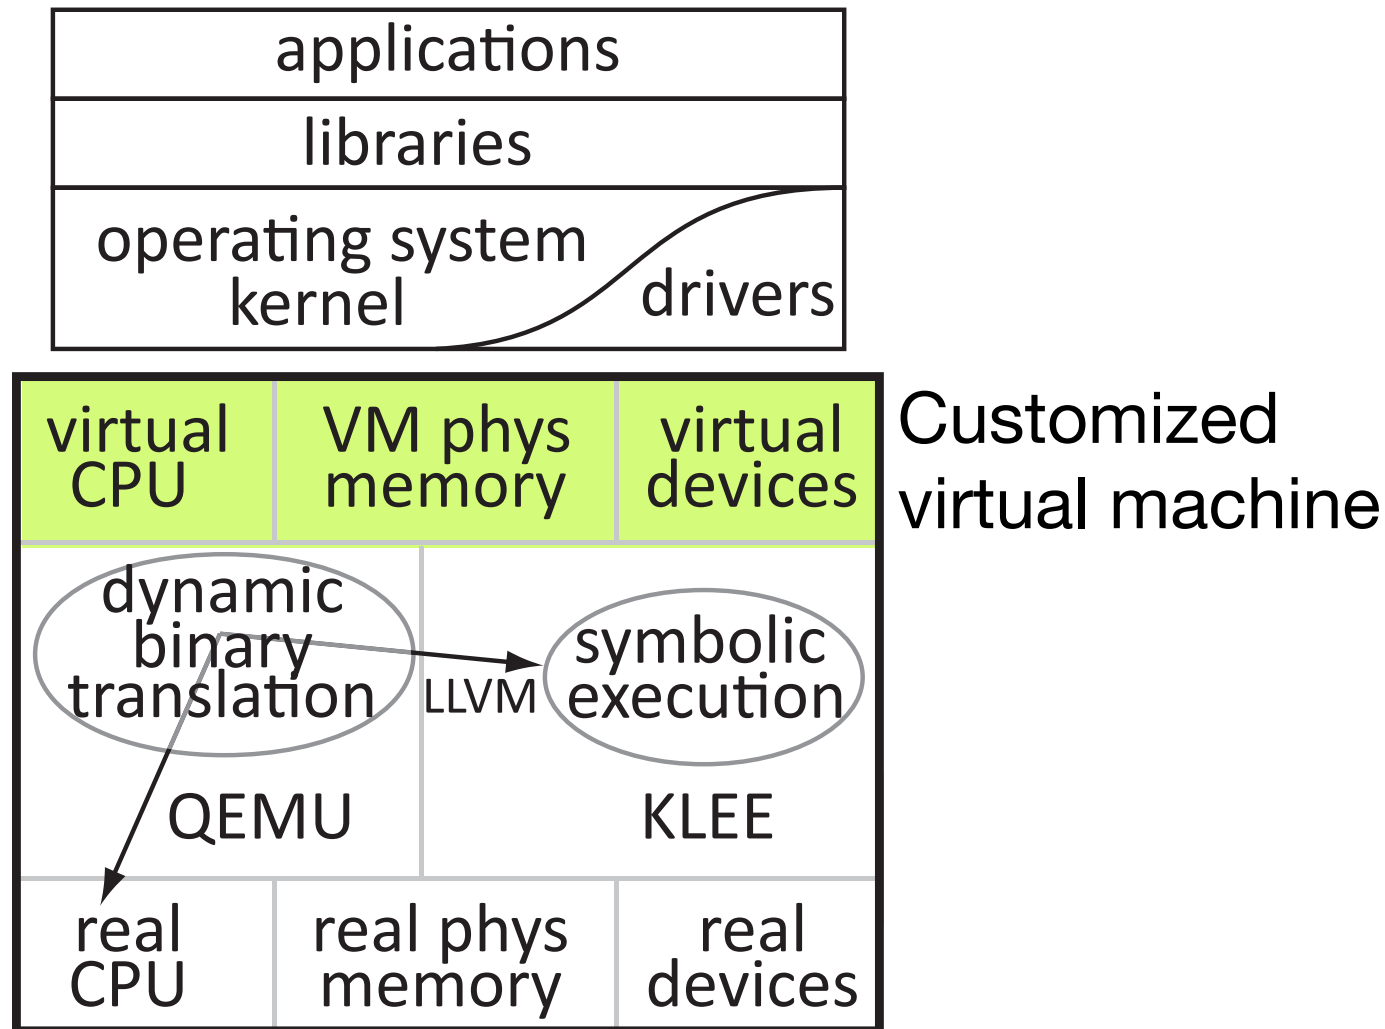 applications
libraries
operating system
kernel
drivers
virtual
CPU
VM phys
memory
virtual
devices
Customized
virtual machine
dynamic
binary
translation
LLVM
symbolic
execution
QEMU
KLEE
real
CPU
real phys
memory
real
devices